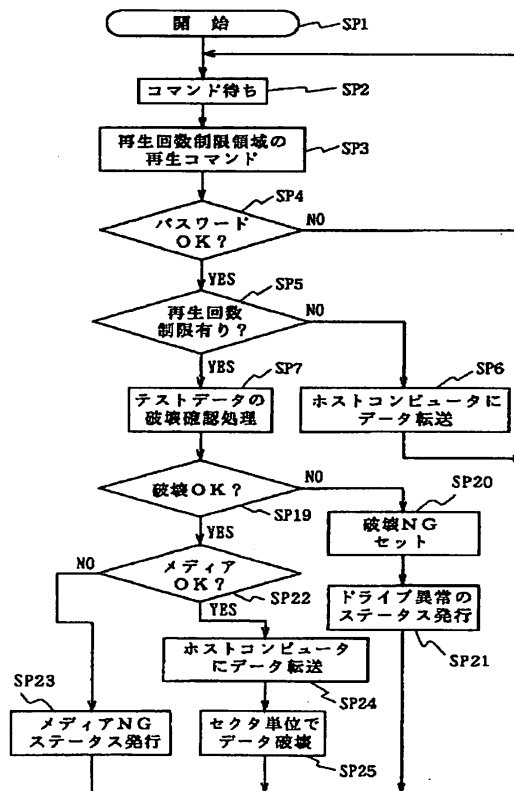 開始
SP1
コマンド待ち
SP2
再生回数制限領域の
再生コマンド
SP3
SP4
パスワード
OK?
NO
YES
SP5
再生回数
制限有り?
NO
YES
SP7
テストデータの
破壊確認処理
SP6
ホストコンピュータに
データ転送
破壊OK?
NO
SP19
YES
SP20
破壊NG
セット
メディア
OK?
NO
SP22
YES
ドライブ異常の
ステータス発行
SP21
ホストコンピュータ
にデータ転送
SP24
SP23
メディアNG
ステータス発行
セクタ単位で
データ破壊
SP25